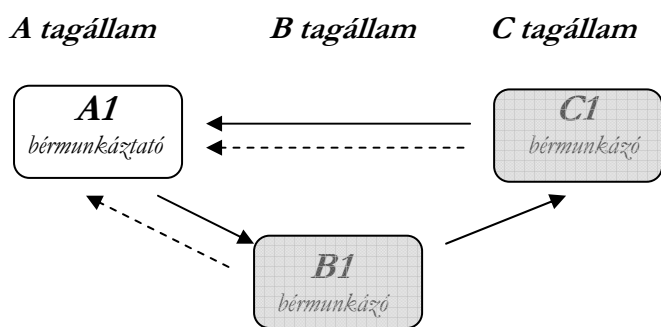 A tagállam B tagállam C tagállam
A1
bérmunkáztató
C1
bérmunkázó
B1
bérmunkázó